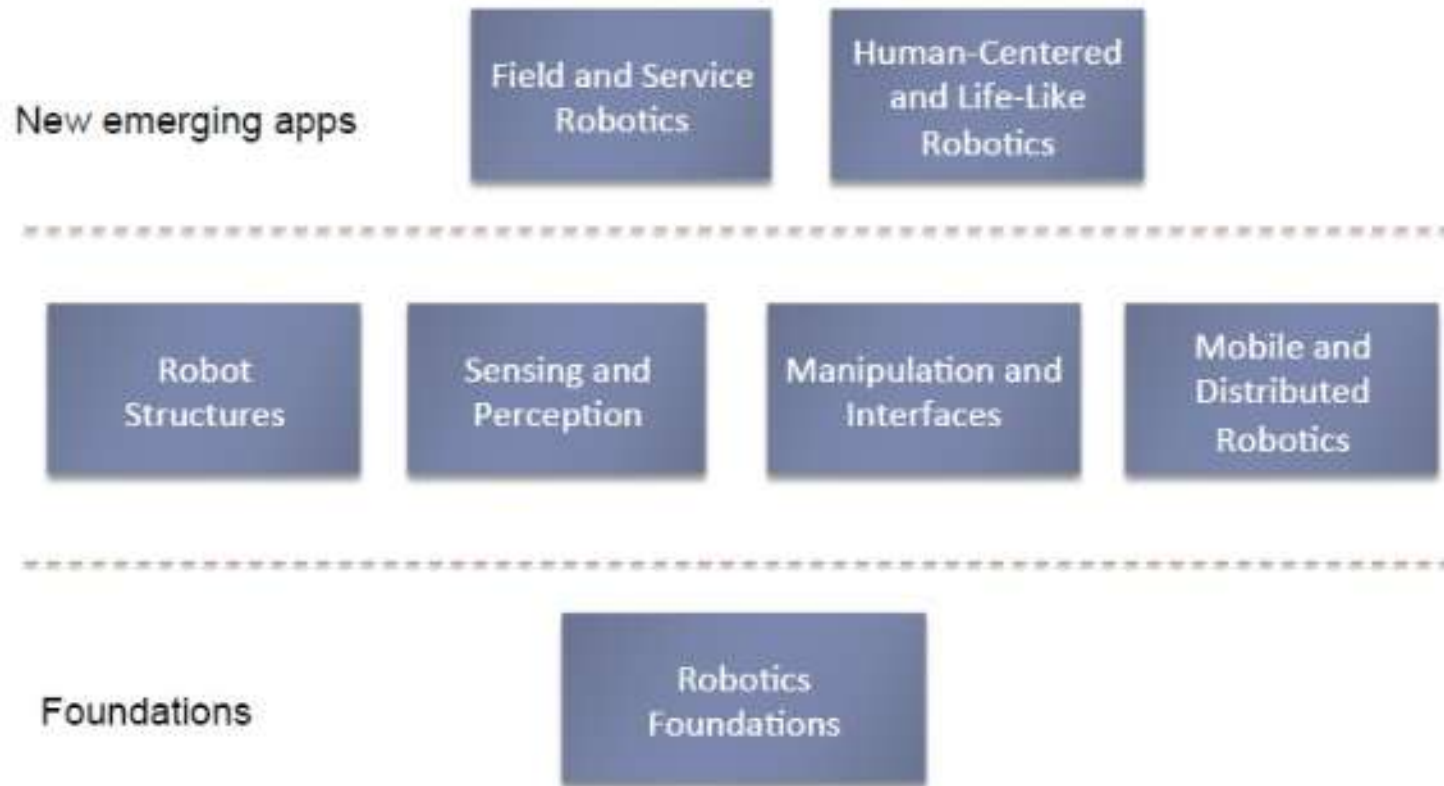 New emerging apps
Field and Service
Robotics
Human-Centered
and Life-Like
Robotics
Robot
Structures
Sensing and
Perception
Manipulation and
Interfaces
Mobile and
Distributed
Robotics
Foundations
Robotics
Foundations